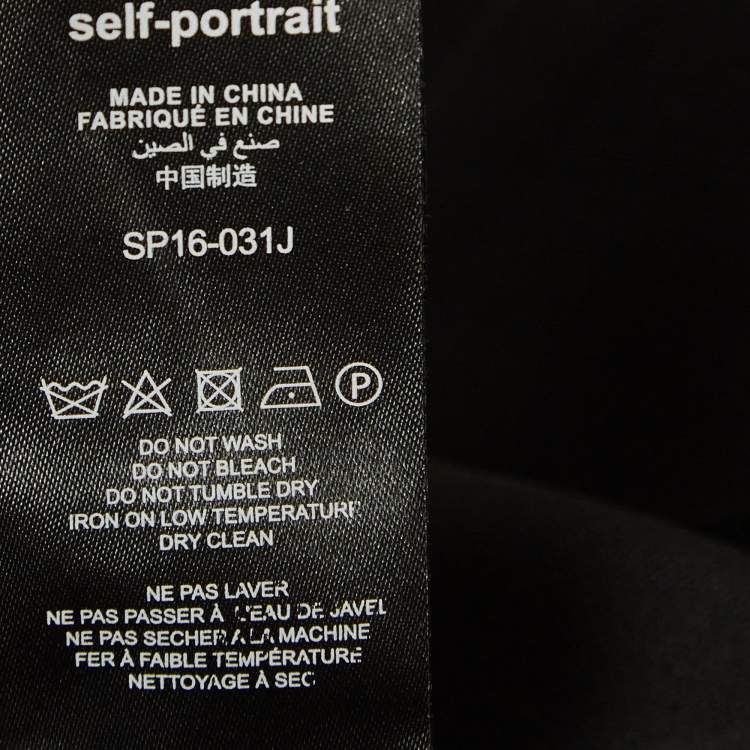 self-portrait
MADE IN CHINA
FABRIQUÉ EN CHINE
صنع في الصين
中国制造
SP16-031J
P
DO NOT WASH
DO NOT BLEACH
DO NOT TUMBLE DRY
IRON ON LOW TEMPERATURE
DRY CLEAN
NE PAS LAVER
NE PAS PASSER À L'EAU DE JAVEL
NE PAS SECHER A LA MACHINE
FER À FAIBLE TEMPÉRATURE
NETTOYAGE À SEC